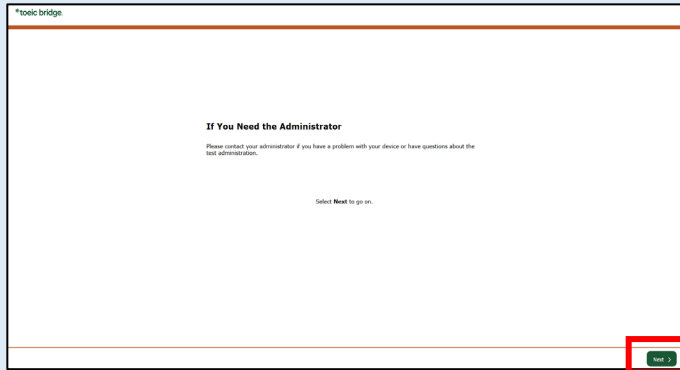 *toeic bridge.
If You Need the Administrator
Please contact your administrator if you have a problem with your device or have questions about the
test administration.
Select Next to go on.
Next >